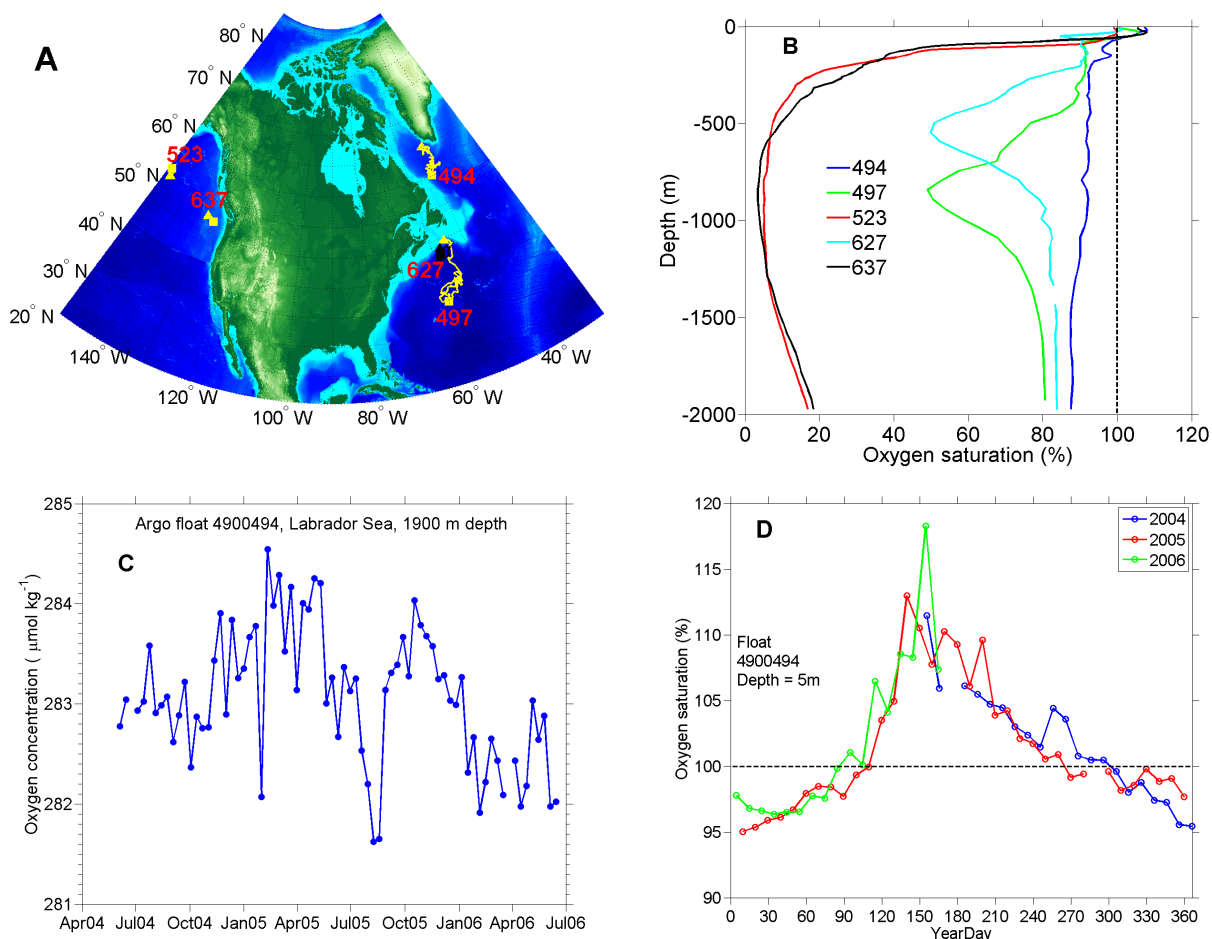 A
80° N
70° N
60° N
50° N
40° N
30° N
20° N
140° W
120° W
100° W
80° W
60° W
40° W
523
637
494
627
497
B
0
-500
-1000
-1500
-2000
Depth (m)
494
497
523
627
637
0 20 40 60 80 100 120
Oxygen saturation (%)
285
284
283
282
281
Oxygen concentration ( μmol kg⁻¹)
Argo float 4900494, Labrador Sea, 1900 m depth
C
Apr04 Jul04 Oct04 Jan05 Apr05 Jul05 Oct05 Jan06 Apr06 Jul06
120
115
110
105
100
95
90
Oxygen saturation (%)
D
2004
2005
2006
Float
4900494
Depth = 5m
0 30 60 90 120 150 180 210 240 270 300 330 360
YearDay